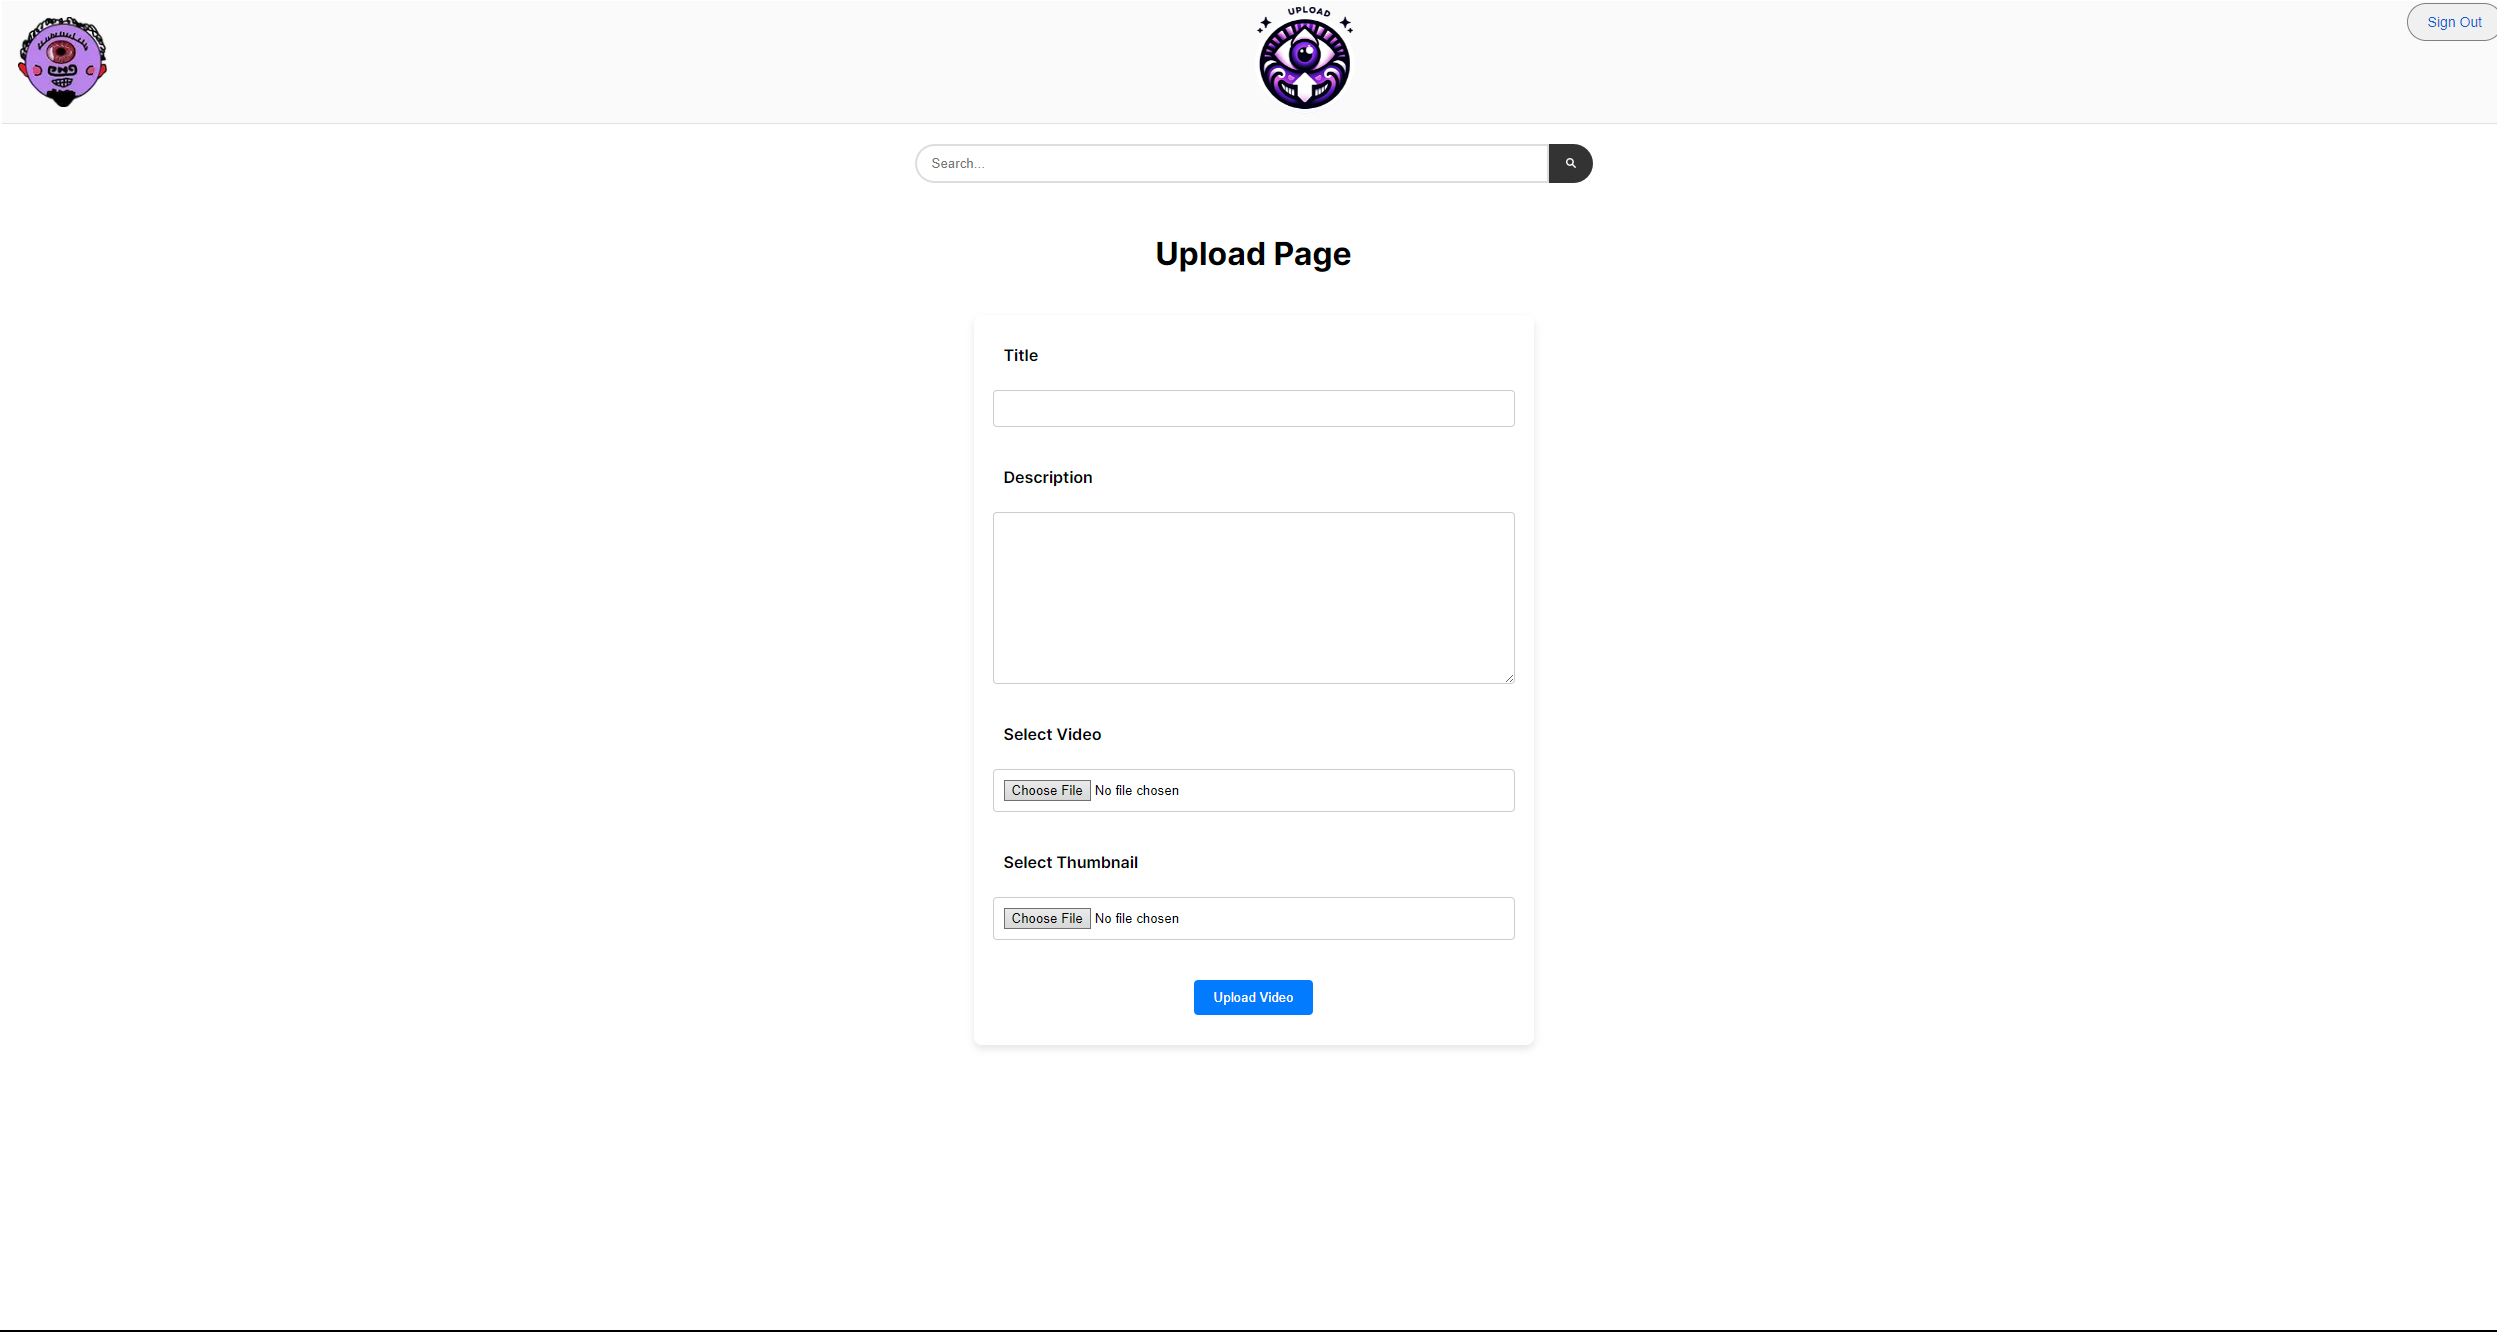 UPLOAD
Sign Out
Search...
Upload Page
Title
Description
Select Video
Choose File No file chosen
Select Thumbnail
Choose File No file chosen
Upload Video